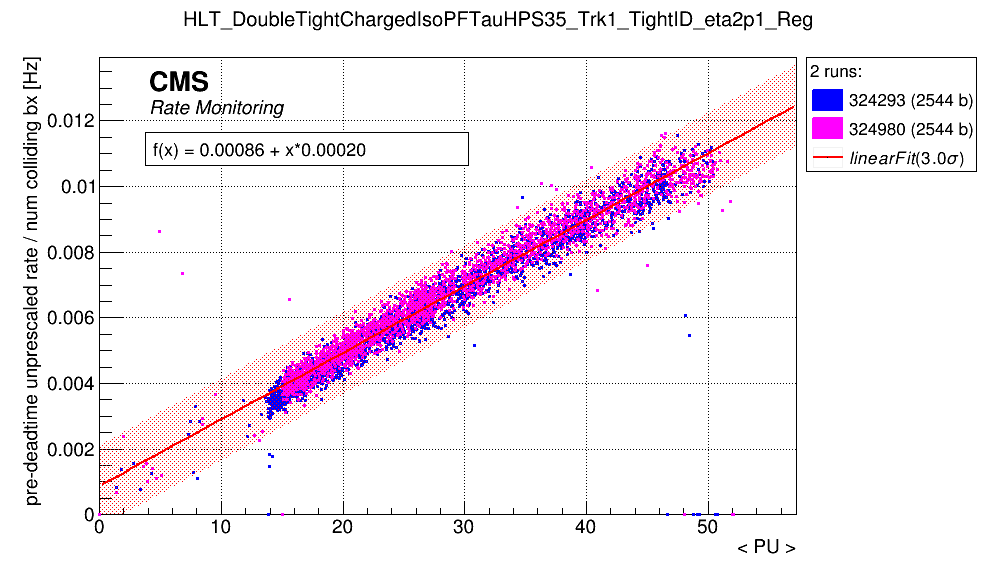 HLT_DoubleTightChargedIsoPFTauHPS35_Trk1_TightID_eta2p1_Reg
pre-deadtime unprescaled rate / num colliding bx [Hz]
CMS
Rate Monitoring
f(x) = 0.00086 + x*0.00020
2 runs:
324293 (2544 b)
324980 (2544 b)
linearFit(3.0σ)
0.012
0.01
0.008
0.006
0.004
0.002
0
0 10 20 30 40 50
< PU >